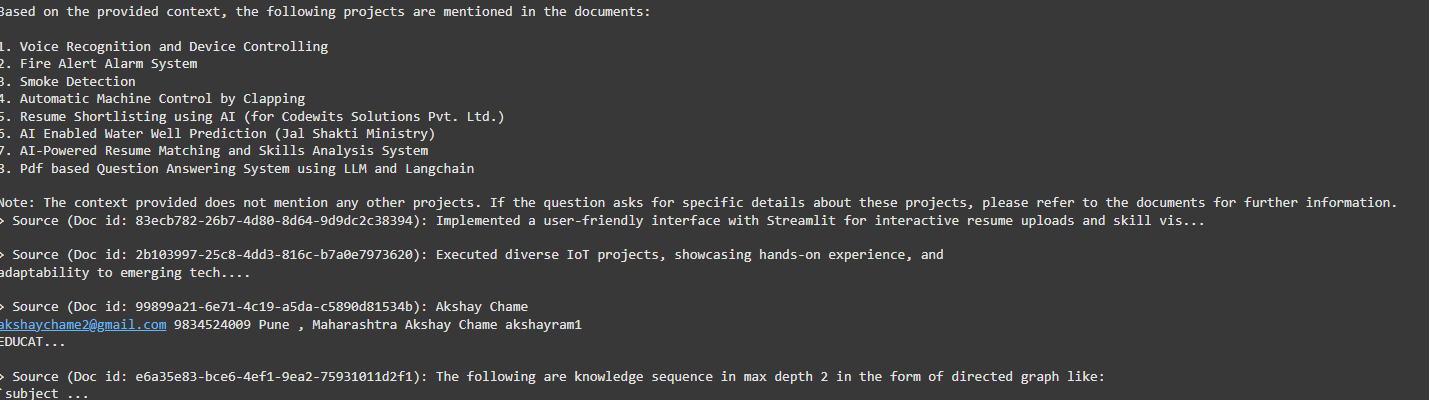 Based on the provided context, the following projects are mentioned in the documents:
1. Voice Recognition and Device Controlling
2. Fire Alert Alarm System
3. Smoke Detection
4. Automatic Machine Control by Clapping
5. Resume Shortlisting using AI (for Codewits Solutions Pvt. Ltd.)
6. AI Enabled Water Well Prediction (Jal Shakti Ministry)
7. AI-Powered Resume Matching and Skills Analysis System
8. Pdf based Question Answering System using LLM and Langchain
Note: The context provided does not mention any other projects. If the question asks for specific details about these projects, please refer to the documents for further information.
> Source (Doc id: 83ecb782-26b7-4d80-8d64-9d9dc2c38394): Implemented a user-friendly interface with Streamlit for interactive resume uploads and skill vis...
> Source (Doc id: 2b103997-25c8-4dd3-816c-b7a0e7973620): Executed diverse IoT projects, showcasing hands-on experience, and
adaptability to emerging tech....
> Source (Doc id: 99899a21-6e71-4c19-a5da-c5890d81534b): Akshay Chame
akshaychame2@gmail.com 9834524009 Pune , Maharashtra Akshay Chame akshayram1
EDUCAT...
> Source (Doc id: e6a35e83-bce6-4ef1-9ea2-75931011d2f1): The following are knowledge sequence in max depth 2 in the form of directed graph like:
`subject ...